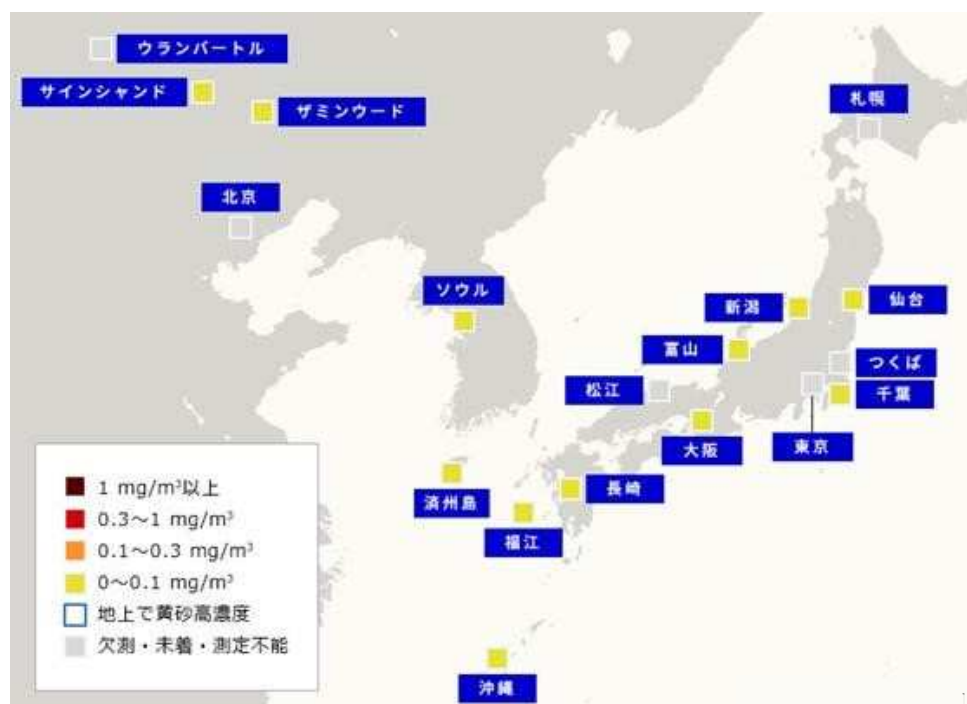 ウランバートル
サインシャンド
ザミンウード
札幌
北京
ソウル
新潟
仙台
富山
つくば
松江
千葉
大阪
東京
済州島
長崎
福江
沖縄
1 mg/m³以上
0.3～1 mg/m³
0.1～0.3 mg/m³
0～0.1 mg/m³
地上で黄砂高濃度
欠測・未着・測定不能